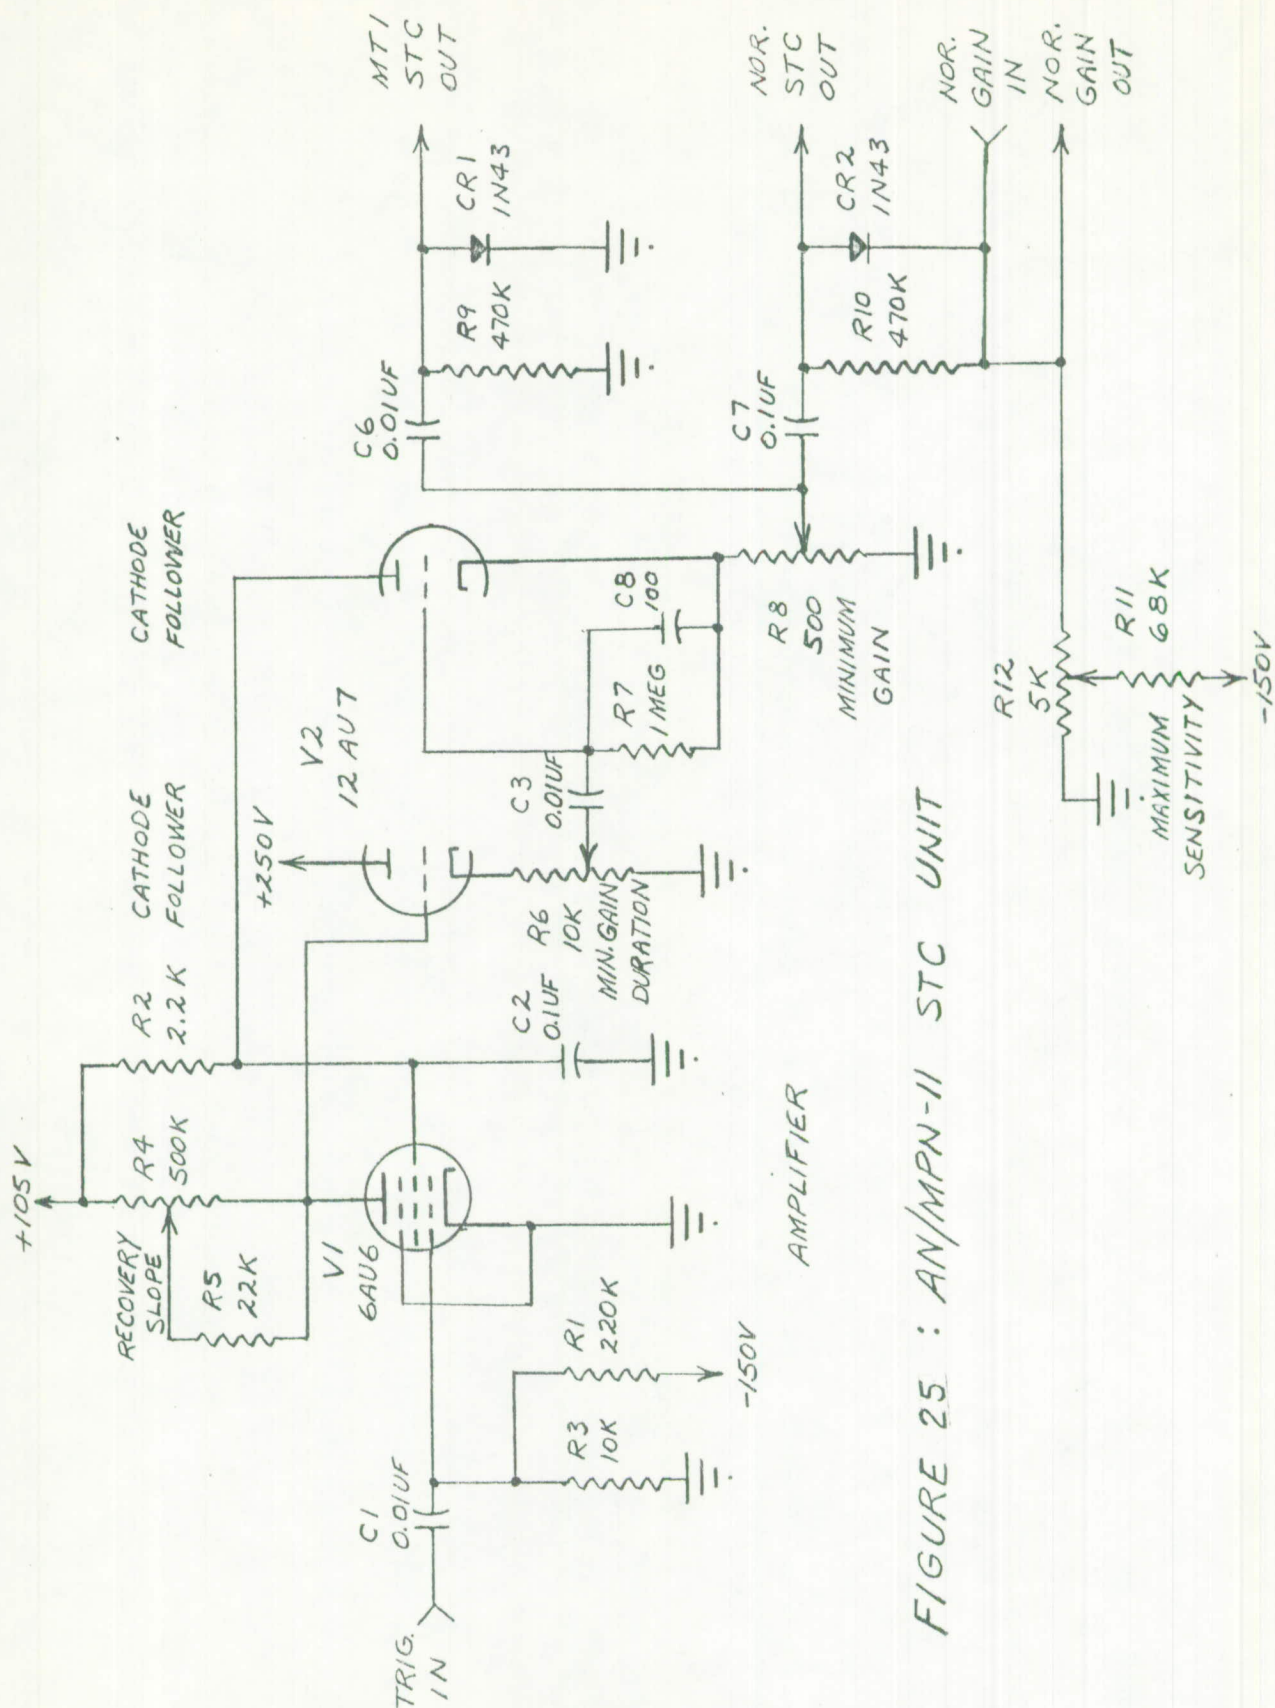 +105V
RECOVERY
SLOPE
R4
500K
R5
22K
R2
2.2K
CATHODE
FOLLOWER
+250V
V2
12AU7
CATHODE
FOLLOWER
MTI
STC
OUT
C6
0.01UF
R9
470K
CR1
1N43
V1
6AU6
TRIG.
IN
C1
0.01UF
R3
10K
R1
220K
-150V
AMPLIFIER
C2
0.1UF
R6
10K
MIN.GAIN
DURATION
C3
0.01UF
R7
1MEG
C8
100
R8
500
MINIMUM
GAIN
C7
0.1UF
R10
470K
CR2
1N43
NOR.
STC
OUT
NOR.
GAIN
IN
NOR.
GAIN
OUT
R12
5K
R11
68K
MAXIMUM
SENSITIVITY
-150V
FIGURE 25 : AN/MPN-11 STC UNIT